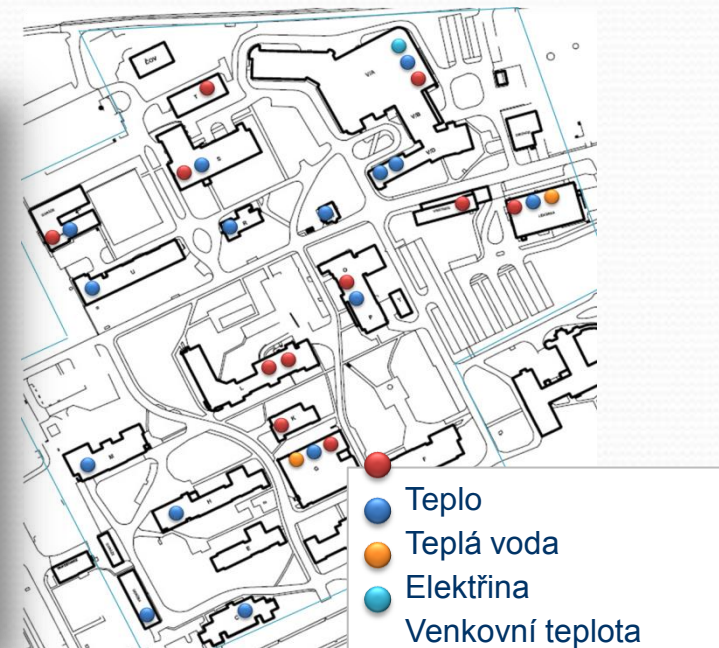 ČOV
T
V/A
V/B
S
V/D
R
U
O
P
L
K
M
G
F
H
E
Teplo
Teplá voda
Elektřina
Venkovní teplota